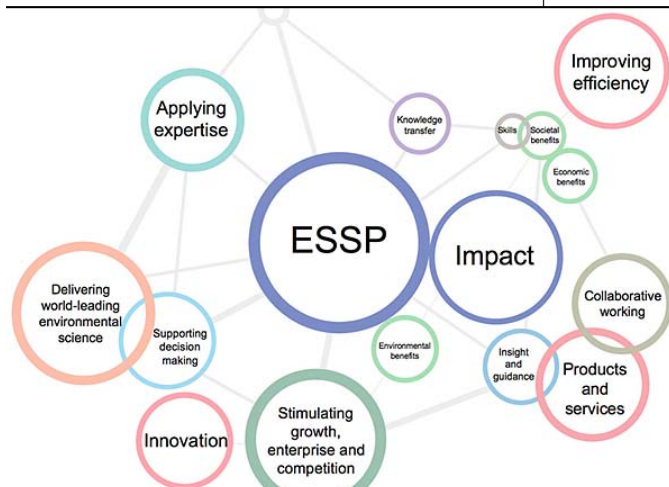 Improving
efficiency
Applying
expertise
Knowledge
transfer
Skills
Societal
benefits
Economic
benefits
ESSP
Impact
Delivering
world-leading
environmental
science
Supporting
decision
making
Environmental
benefits
Insight
and
guidance
Collaborative
working
Products
and
services
Innovation
Stimulating
growth,
enterprise and
competition